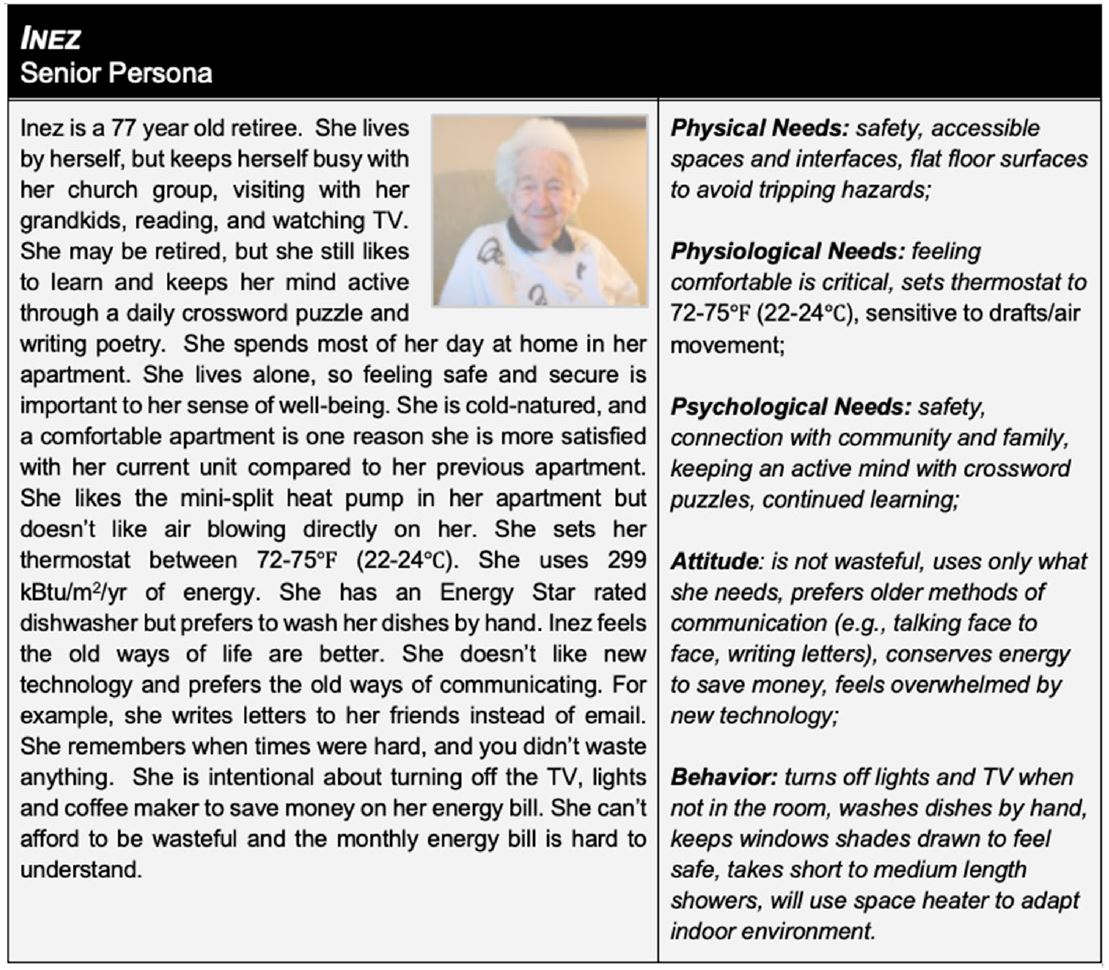 INEZ
Senior Persona
Inez is a 77 year old retiree. She lives
by herself, but keeps herself busy with
her church group, visiting with her
grandkids, reading, and watching TV.
She may be retired, but she still likes
to learn and keeps her mind active
through a daily crossword puzzle and
writing poetry. She spends most of her day at home in her
apartment. She lives alone, so feeling safe and secure is
important to her sense of well-being. She is cold-natured, and
a comfortable apartment is one reason she is more satisfied
with her current unit compared to her previous apartment.
She likes the mini-split heat pump in her apartment but
doesn't like air blowing directly on her. She sets her
thermostat between 72-75°F (22-24°C). She uses 299
kBtu/m²/yr of energy. She has an Energy Star rated
dishwasher but prefers to wash her dishes by hand. Inez feels
the old ways of life are better. She doesn't like new
technology and prefers the old ways of communicating. For
example, she writes letters to her friends instead of email.
She remembers when times were hard, and you didn't waste
anything. She is intentional about turning off the TV, lights
and coffee maker to save money on her energy bill. She can't
afford to be wasteful and the monthly energy bill is hard to
understand.
Physical Needs: safety, accessible
spaces and interfaces, flat floor surfaces
to avoid tripping hazards;
Physiological Needs: feeling
comfortable is critical, sets thermostat to
72-75°F (22-24°C), sensitive to drafts/air
movement;
Psychological Needs: safety,
connection with community and family,
keeping an active mind with crossword
puzzles, continued learning;
Attitude: is not wasteful, uses only what
she needs, prefers older methods of
communication (e.g., talking face to
face, writing letters), conserves energy
to save money, feels overwhelmed by
new technology;
Behavior: turns off lights and TV when
not in the room, washes dishes by hand,
keeps windows shades drawn to feel
safe, takes short to medium length
showers, will use space heater to adapt
indoor environment.